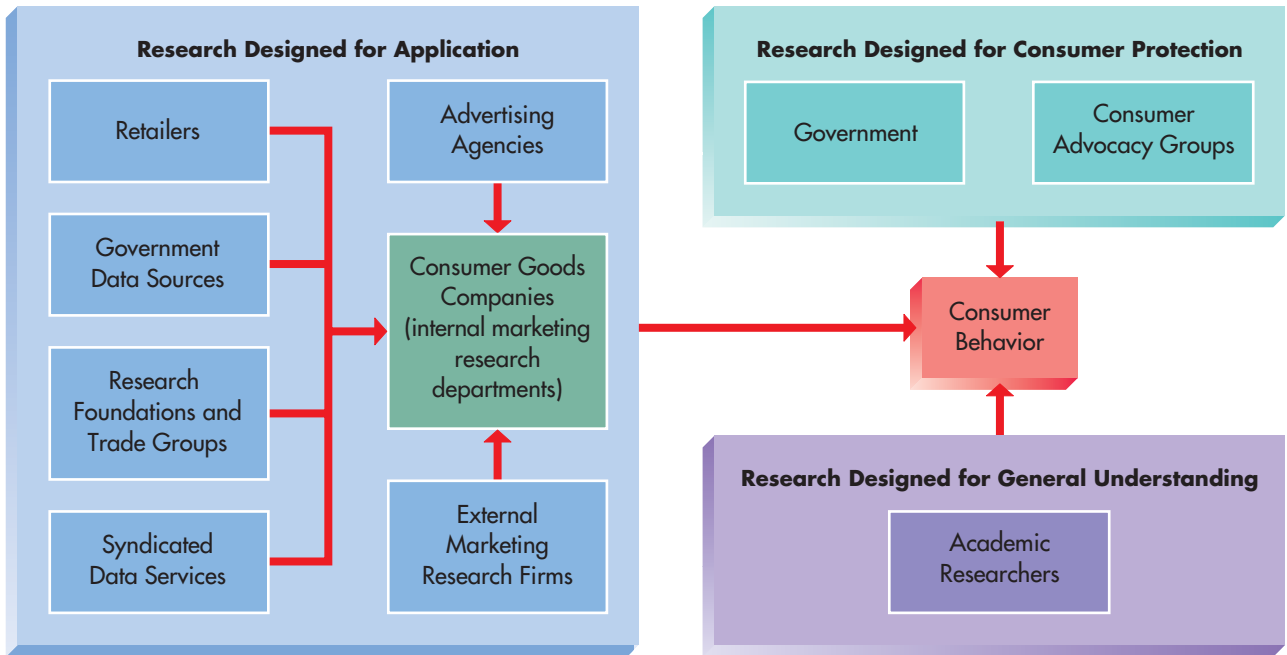 Research Designed for Application
Retailers
Government
Data Sources
Research
Foundations and
Trade Groups
Syndicated
Data Services
Advertising
Agencies
Consumer Goods
Companies
(internal marketing
research
departments)
External
Marketing
Research Firms
Research Designed for Consumer Protection
Government
Consumer
Advocacy Groups
Consumer
Behavior
Research Designed for General Understanding
Academic
Researchers